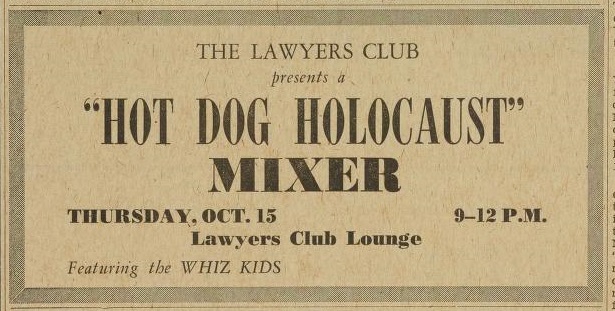 THE LAWYERS CLUB
presents a
“HOT DOG HOLOCAUST”
MIXER
THURSDAY, OCT. 15 9–12 P.M.
Lawyers Club Lounge
Featuring the WHIZ KIDS